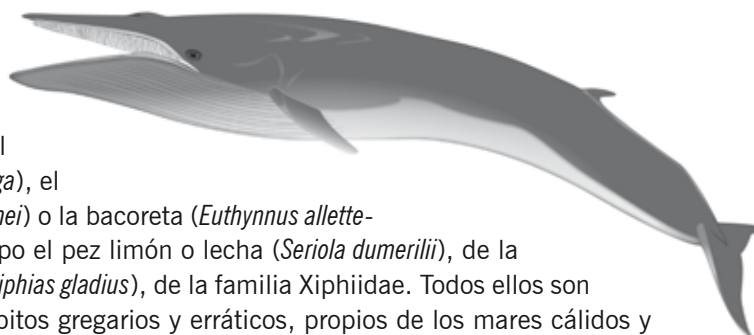 l
ga), el
nei) o la bacoreta (Euthynnus allette-
po el pez limón o lecha (Seriola dumerilii), de la
iphias gladius), de la familia Xiphiidae. Todos ellos son
bitos gregarios y erráticos, propios de los mares cálidos y